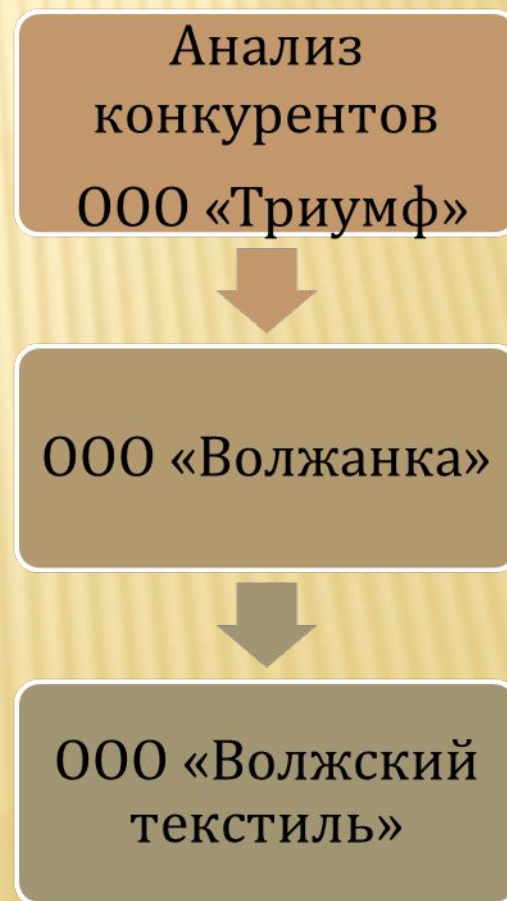 Анализ
конкурентов
ООО «Триумф»
ООО «Волжанка»
ООО «Волжский
текстиль»